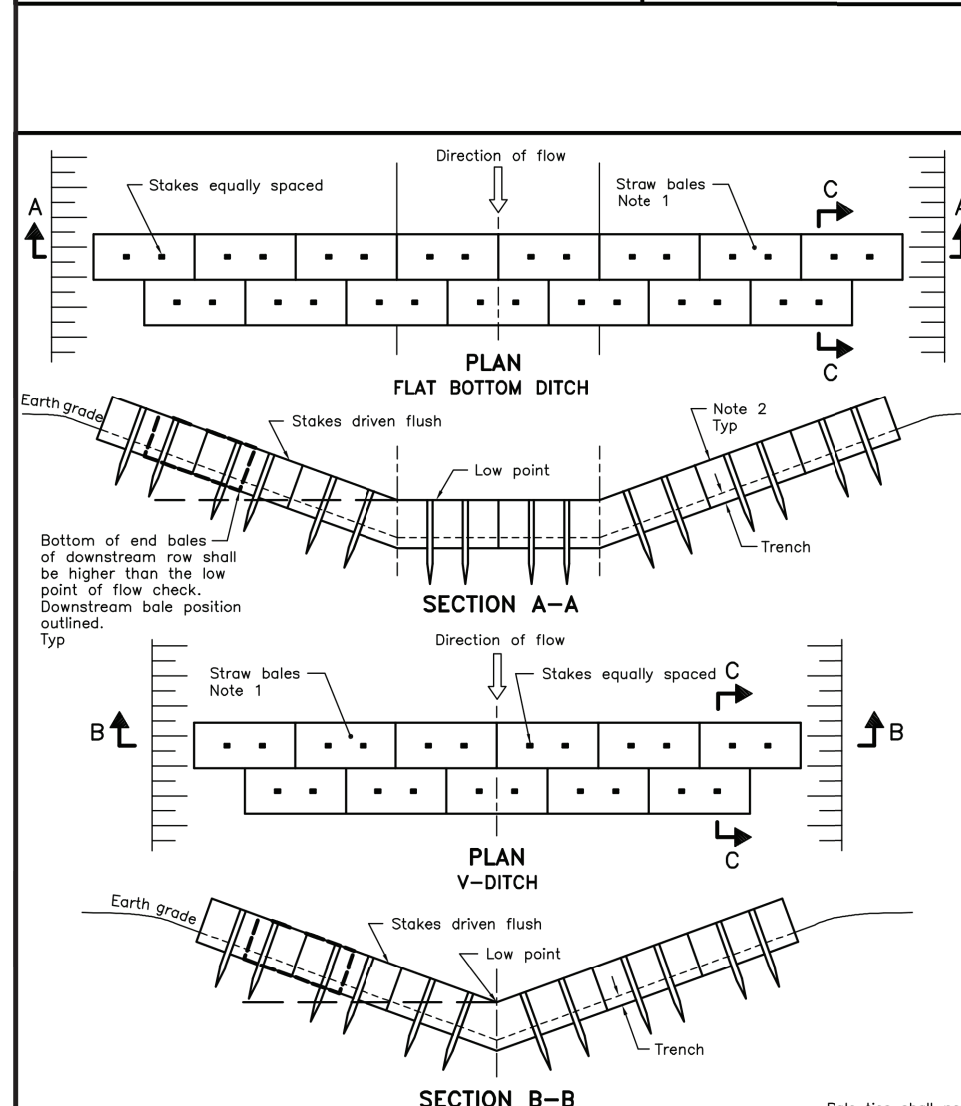 Direction of flow
Stakes equally spaced
Straw bales
Note 1
C
A
A
C
PLAN
FLAT BOTTOM DITCH
Earth grade
Stakes driven flush
Note 2
Typ
Low point
Trench
Bottom of end bales
of downstream row shall
be higher than the low
point of flow check.
Downstream bale position
outlined.
Typ
SECTION A-A
Direction of flow
Straw bales
Note 1
Stakes equally spaced
C
B
B
C
PLAN
V-DITCH
Earth grade
Stakes driven flush
Low point
Trench
SECTION B-B